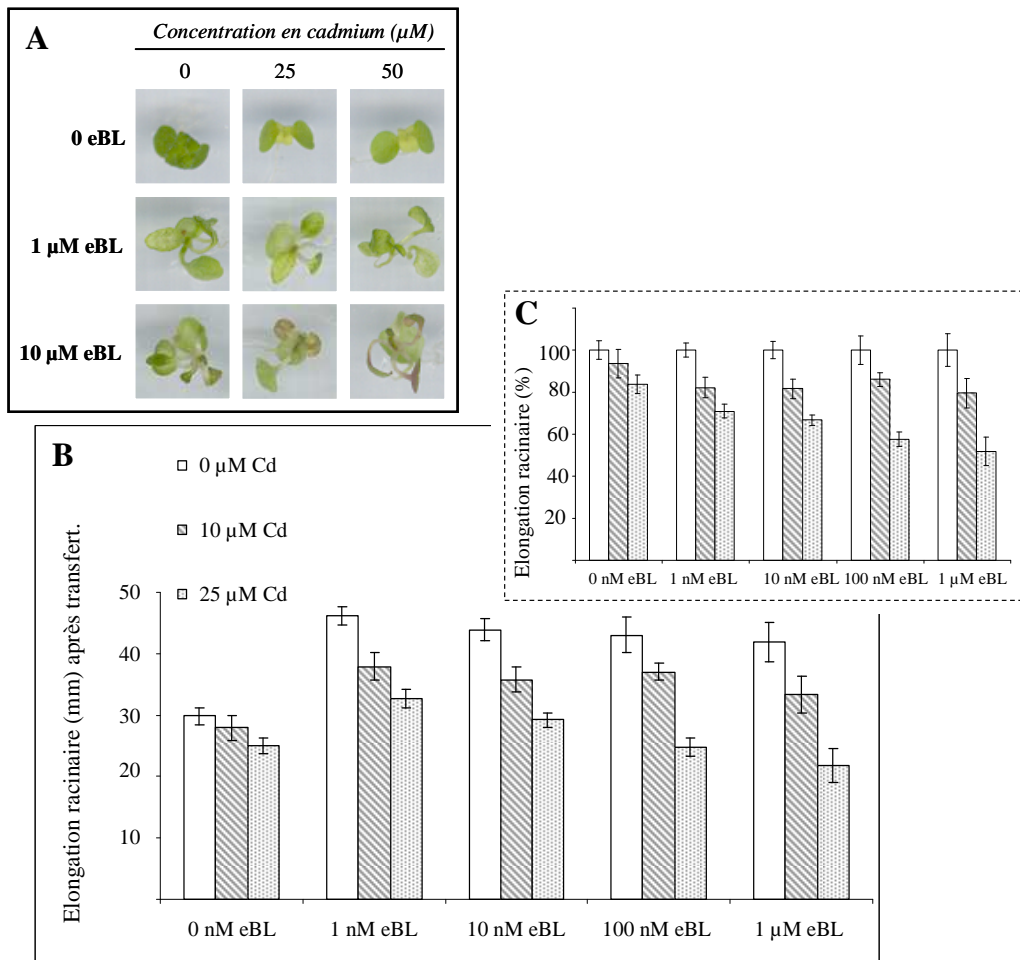 A
Concentration en cadmium (µM)
0 25 50
0 eBL
1 µM eBL
10 µM eBL
C
Elongation racinaire (%)
100
80
60
40
20
0 nM eBL 1 nM eBL 10 nM eBL 100 nM eBL 1 µM eBL
B
0 µM Cd
10 µM Cd
25 µM Cd
Elongation racinaire (mm) après transfert.
50
40
30
20
10
0 nM eBL 1 nM eBL 10 nM eBL 100 nM eBL 1 µM eBL